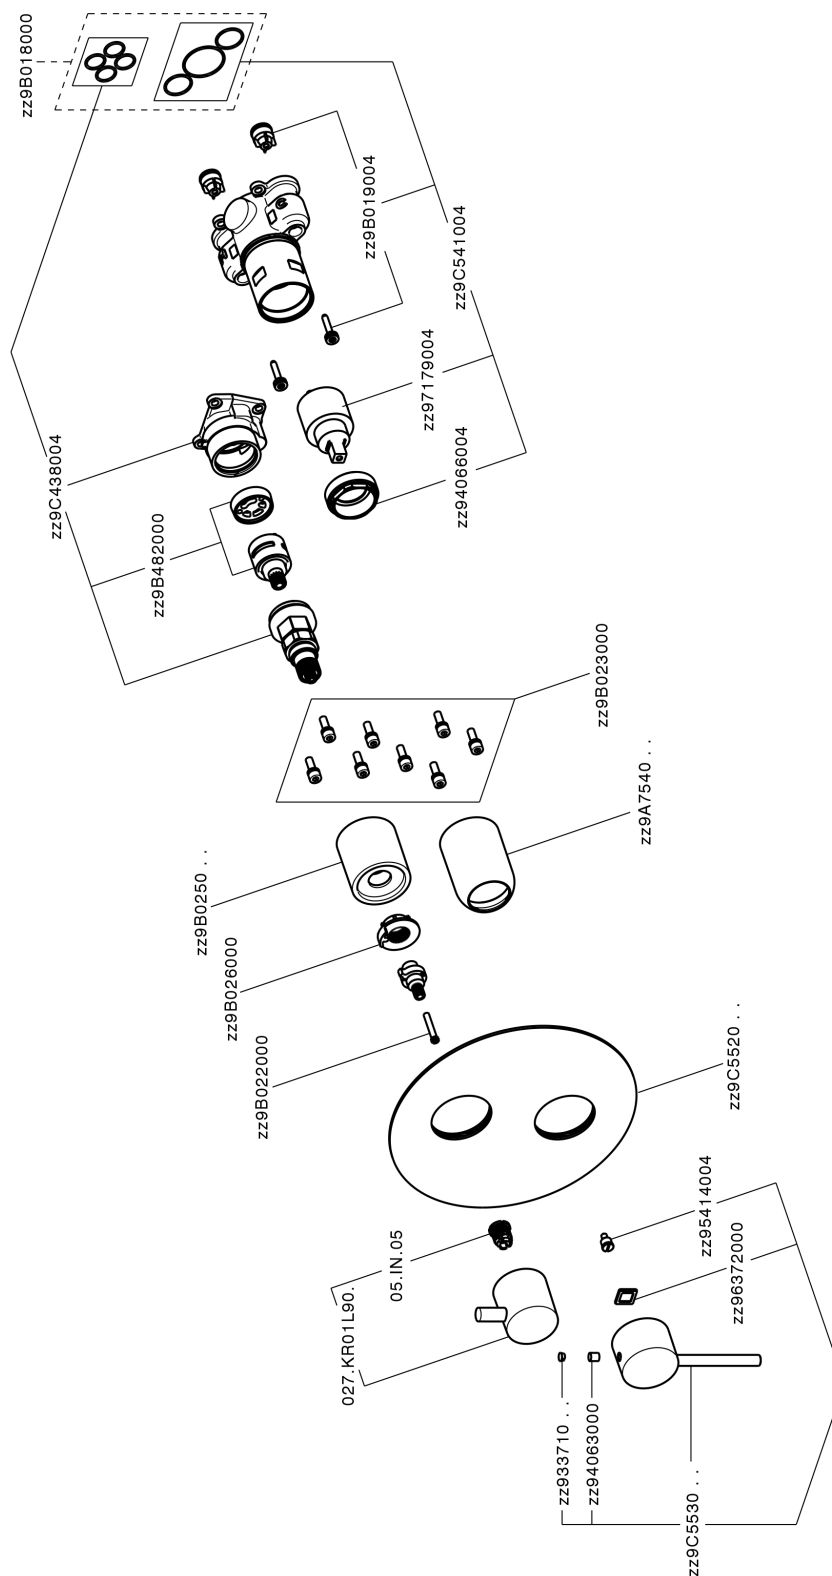 zz9B018000
zz9B019004
zz9C541004
zz97179004
zz94066004
zz9C438004
zz9B482000
zz9B023000
zz9A7540 . .
zz9B0250 . .
zz9B026000
zz9B022000
zz9C5520 . .
zz95414004
zz96372000
05.IN.05
027.KR01L90.
zz933710 . .
zz94063000
zz9C5530 . .